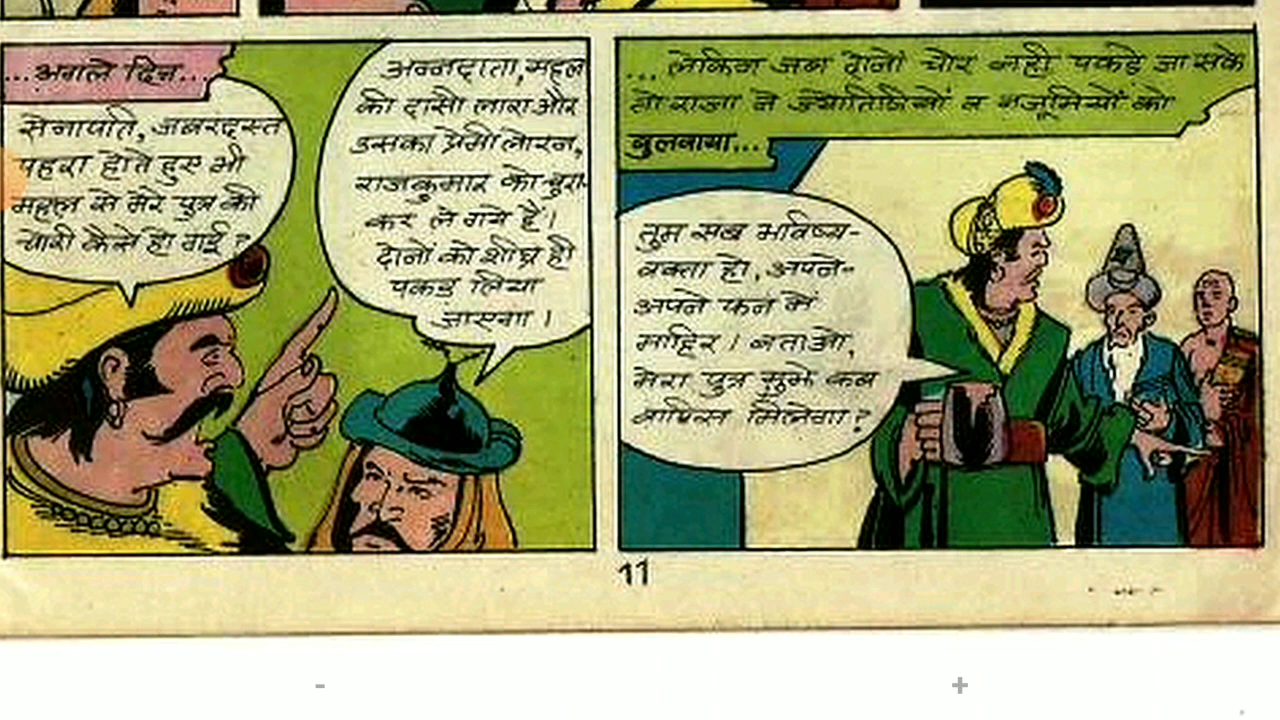 ...अगले दिन...
सेनापति, जबरदस्त
पहरा होते हुए भी
महल से मेरे पुत्र की
चोरी कैसे हो गई ?
अन्नदाता, महल
की दासी लारा और
उसका प्रेमी लोरन,
राजकुमार को चुरा-
कर ले गये हैं।
दोनों को शीघ्र ही
पकड़ लिया
जाएगा ।
...लेकिन जब दोनों चोर नहीं पकड़े जा सके
तो राजा ने ज्योतिषियों व नजूमियों को
बुलवाया...
तुम सब भविष्य-
वक्ता हो, अपने-
अपने फन में
माहिर । बताओ,
मेरा पुत्र मुझे कब
वापिस मिलेगा ?
11
-
+